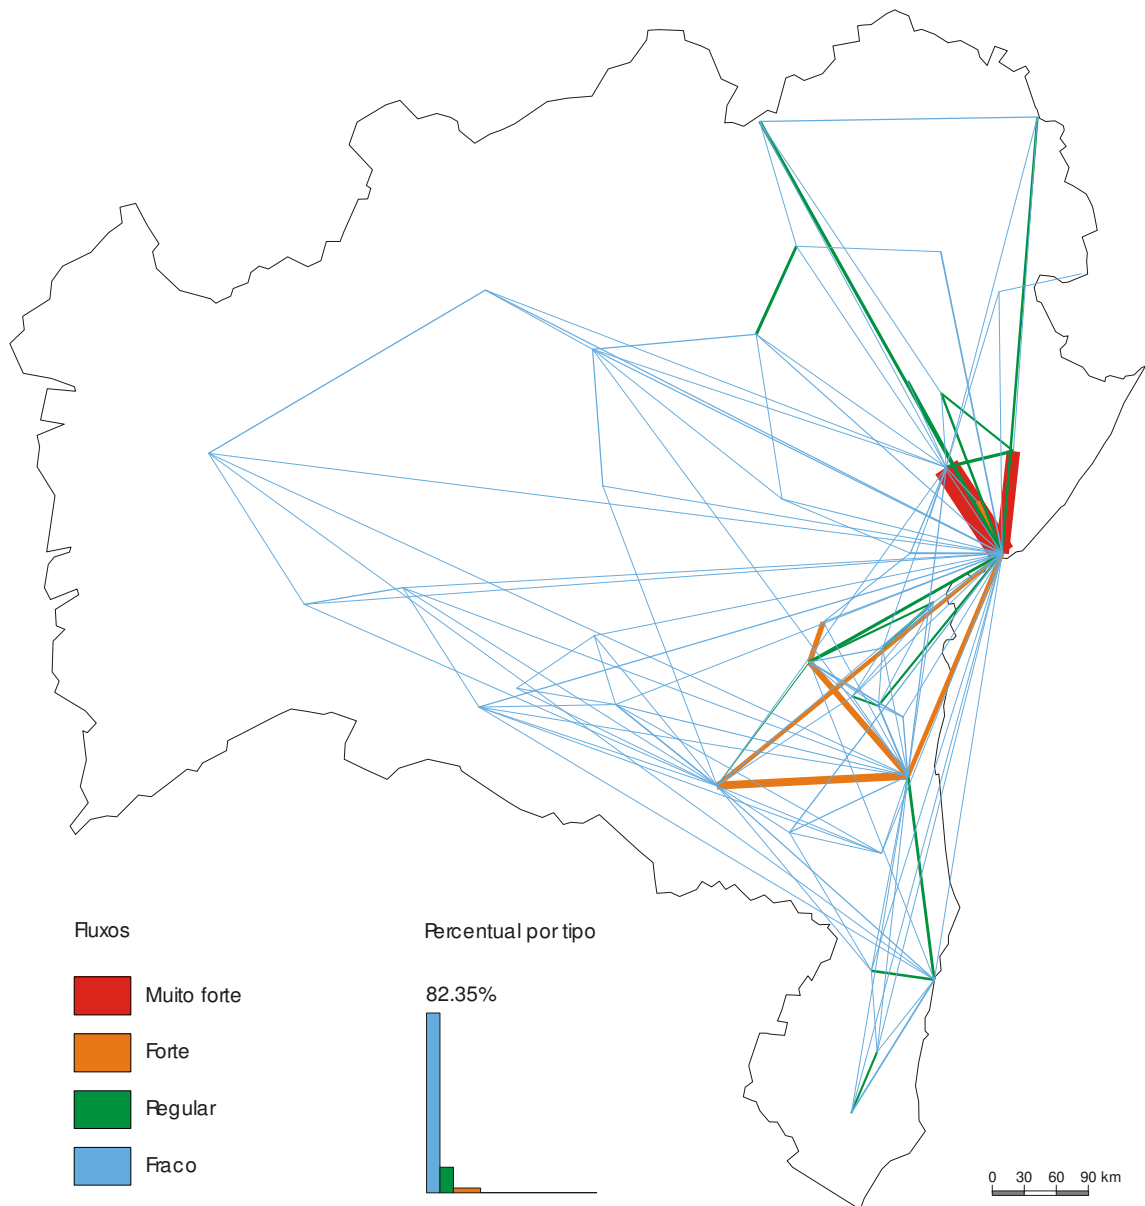 Fluxos
Muito forte
Forte
Regular
Fraco
Percentual por tipo
82.35%
0 30 60 90 km